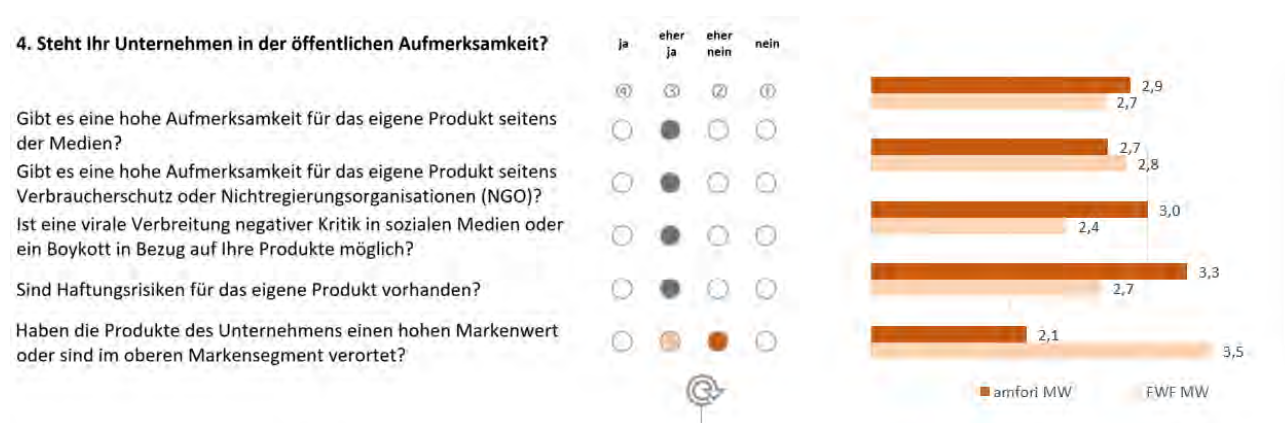 4. Steht Ihr Unternehmen in der öffentlichen Aufmerksamkeit?
ja
eher ja
eher nein
nein
④ ③ ② ①
Gibt es eine hohe Aufmerksamkeit für das eigene Produkt seitens
der Medien?
Gibt es eine hohe Aufmerksamkeit für das eigene Produkt seitens
Verbraucherschutz oder Nichtregierungsorganisationen (NGO)?
Ist eine virale Verbreitung negativer Kritik in sozialen Medien oder
ein Boykott in Bezug auf Ihre Produkte möglich?
Sind Haftungsrisiken für das eigene Produkt vorhanden?
Haben die Produkte des Unternehmens einen hohen Markenwert
oder sind im oberen Markensegment verortet?
2,9
2,7
2,7
2,8
3,0
2,4
3,3
2,7
2,1
3,5
amfori MW
FWF MW